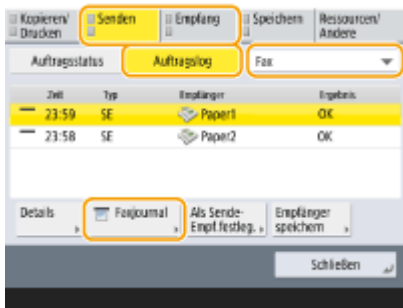 Kopieren/ Drucken
Senden
Empfang
Speichern
Ressourcen/ Andere
Auftragsstatus
Auftragslog
Fax
Zeit Typ Empfänger Ergebnis
23:59 SE Paper1 OK
23:58 SE Paper2 OK
Details
Faxjournal
Als Sende-
Empf.festleg.
Empfänger
speichern
Schließen